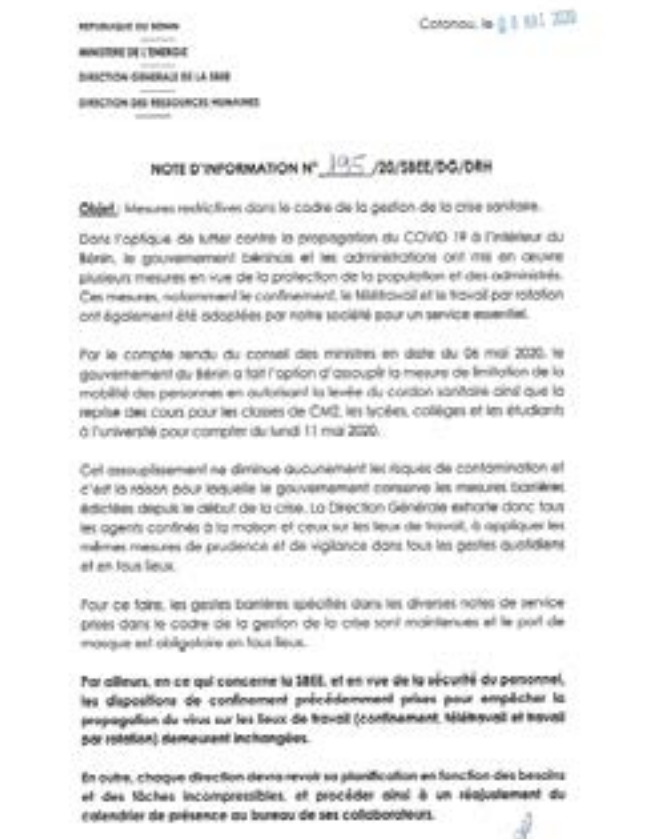 REPUBLIQUE DU BENIN
MINISTERE DE L'ENERGIE
DIRECTION GENERALE DE LA SBEE
DIRECTION DES RESSOURCES HUMAINES
Cotonou, le 08 MAI 2020
NOTE D'INFORMATION N° 195 /20/SBEE/DG/DRH
Objet : Mesures restrictives dans le cadre de la gestion de la crise sanitaire.
Dans l'optique de lutter contre la propagation du COVID 19 à l'intérieur du
Bénin, le gouvernement béninois et les administrations ont mis en œuvre
plusieurs mesures en vue de la protection de la population et des administrés.
Ces mesures, notamment le confinement, le télétravail et le travail par rotation
ont également été adoptées par notre société pour un service essentiel.
Par le compte rendu du conseil des ministres en date du 06 mai 2020, le
gouvernement du Bénin a fait l'option d'assouplir la mesure de limitation de la
mobilité des personnes en autorisant la levée du cordon sanitaire ainsi que la
reprise des cours pour les classes de CM2, les lycées, collèges et les étudiants
à l'université pour compter du lundi 11 mai 2020.
Cet assouplissement ne diminue aucunement les risques de contamination et
c'est la raison pour laquelle le gouvernement conserve les mesures barrières
édictées depuis le début de la crise. La Direction Générale exhorte donc tous
les agents confinés à la maison et ceux sur les lieux de travail, à appliquer les
mêmes mesures de prudence et de vigilance dans tous les gestes quotidiens
et en tous lieux.
Pour ce faire, les gestes barrières spécifiés dans les diverses notes de service
prises dans le cadre de la gestion de la crise sont maintenues et le port de
masque est obligatoire en tous lieux.
Par ailleurs, en ce qui concerne la SBEE, et en vue de la sécurité du personnel,
les dispositions de confinement précédemment prises pour empêcher la
propagation du virus sur les lieux de travail (confinement, télétravail et travail
par rotation) demeurent inchangées.
En outre, chaque direction devra revoir sa planification en fonction des besoins
et des tâches incompressibles, et procéder ainsi à un réajustement du
calendrier de présence au bureau de ses collaborateurs.